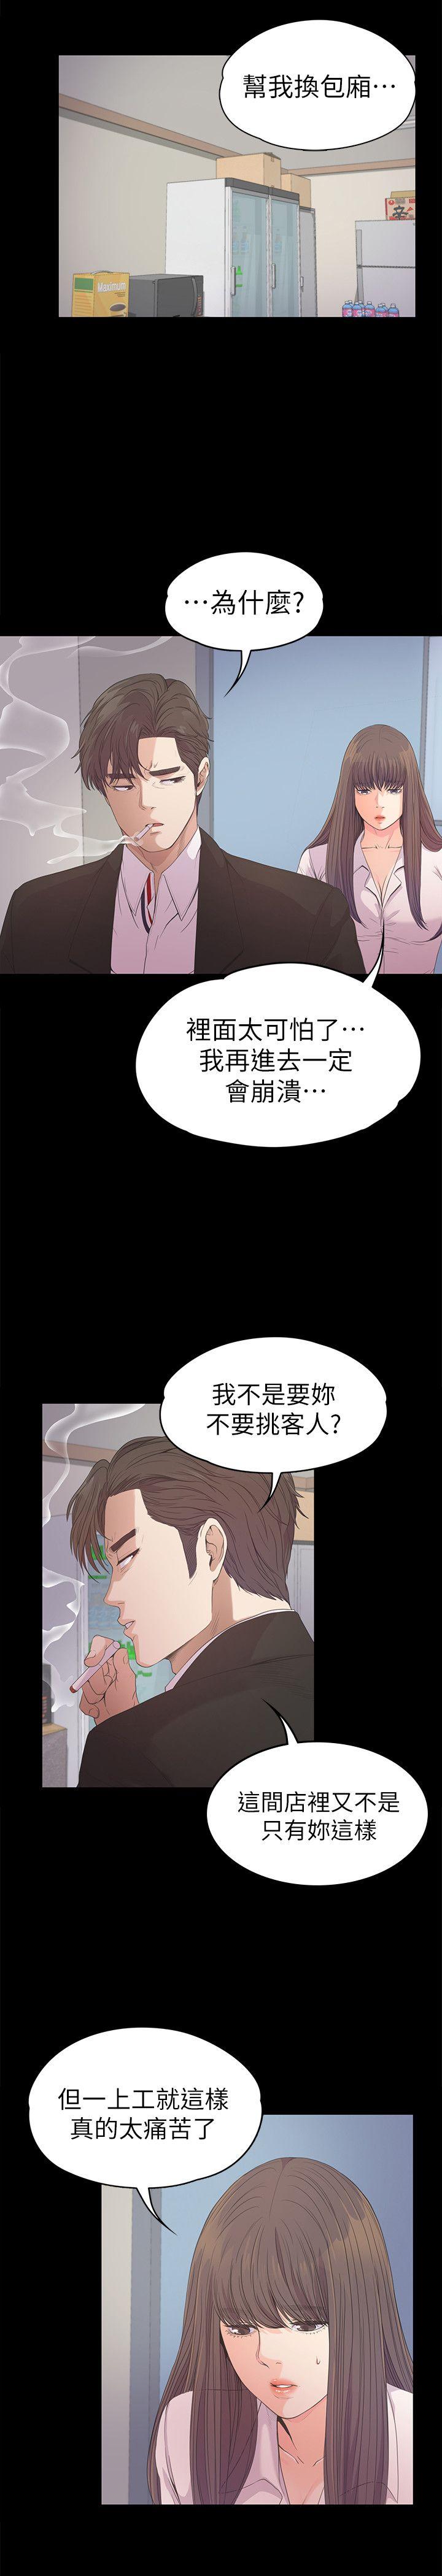 幫我換包廂…
Maximum
辛
…為什麼?
裡面太可怕了…
我再進去一定
會崩潰…
我不是要妳
不要挑客人?
這間店裡又不是
只有妳這樣
但一上工就這樣
真的太痛苦了